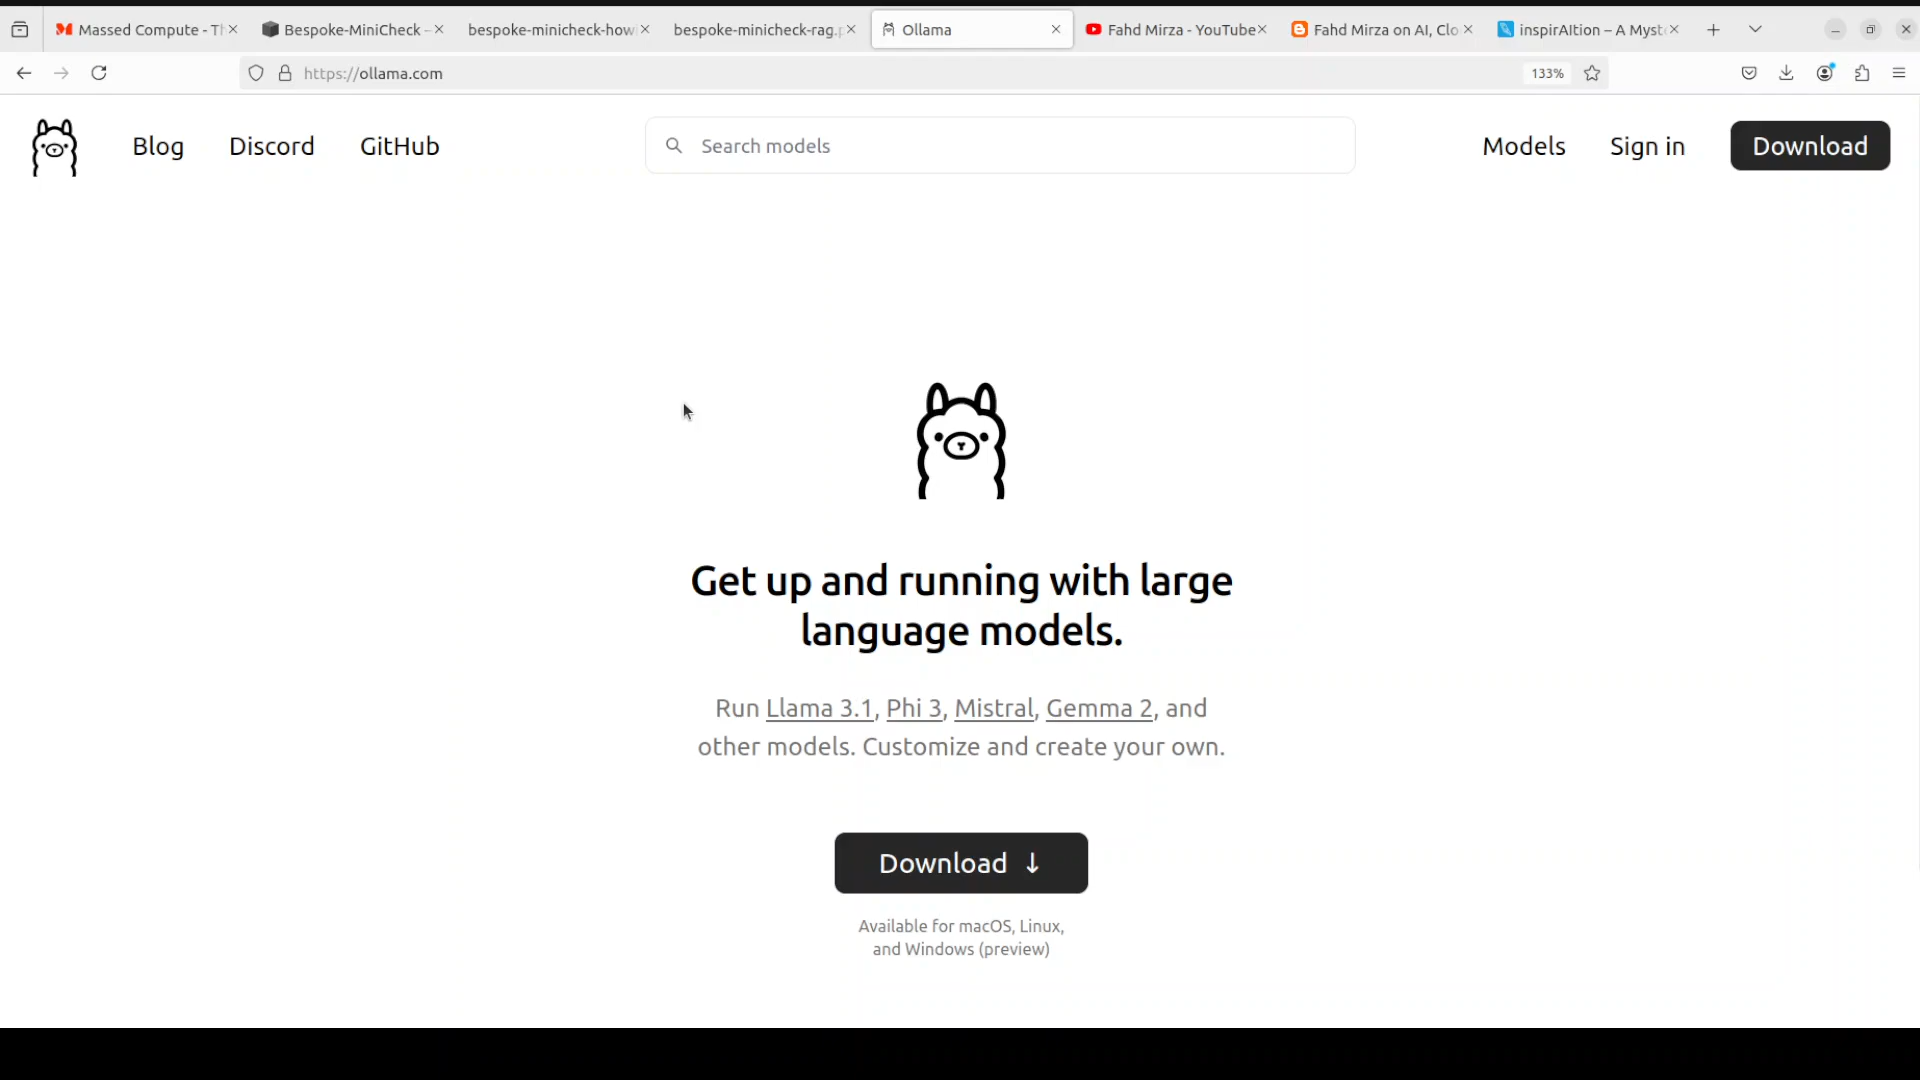 Massed Compute - Th
Bespoke-MiniCheck -
bespoke-minicheck-how
bespoke-minicheck-rag.p
Ollama
Fahd Mirza - YouTube
Fahd Mirza on AI, Clo
inspirAItion – A Myst
https://ollama.com
133%
Blog
Discord
GitHub
Search models
Models
Sign in
Download
Get up and running with large
language models.
Run Llama 3.1, Phi 3, Mistral, Gemma 2, and
other models. Customize and create your own.
Download ↓
Available for macOS, Linux,
and Windows (preview)